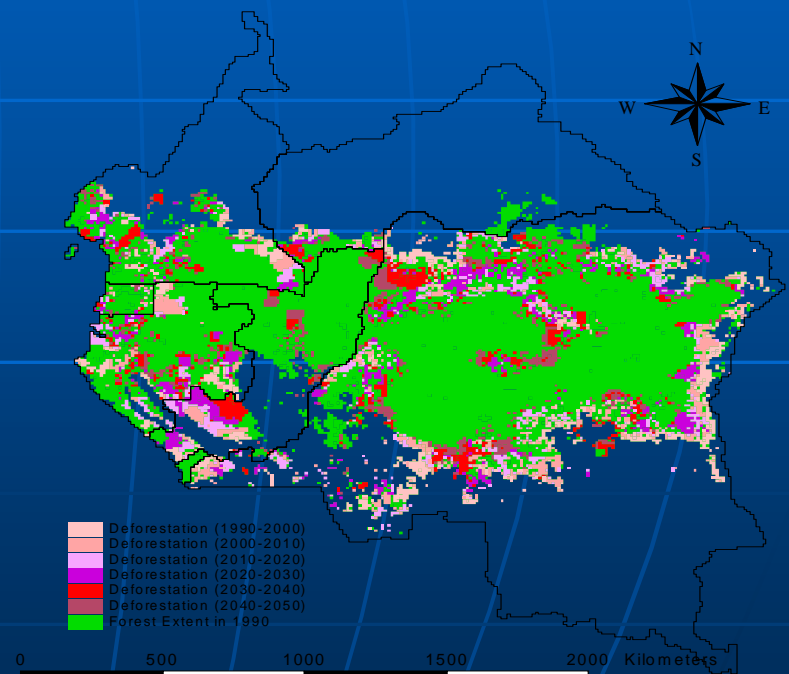 N
W E
S
Deforestation (1990-2000)
Deforestation (2000-2010)
Deforestation (2010-2020)
Deforestation (2020-2030)
Deforestation (2030-2040)
Deforestation (2040-2050)
Forest Extent in 1990
0 500 1000 1500 2000 Kilometers